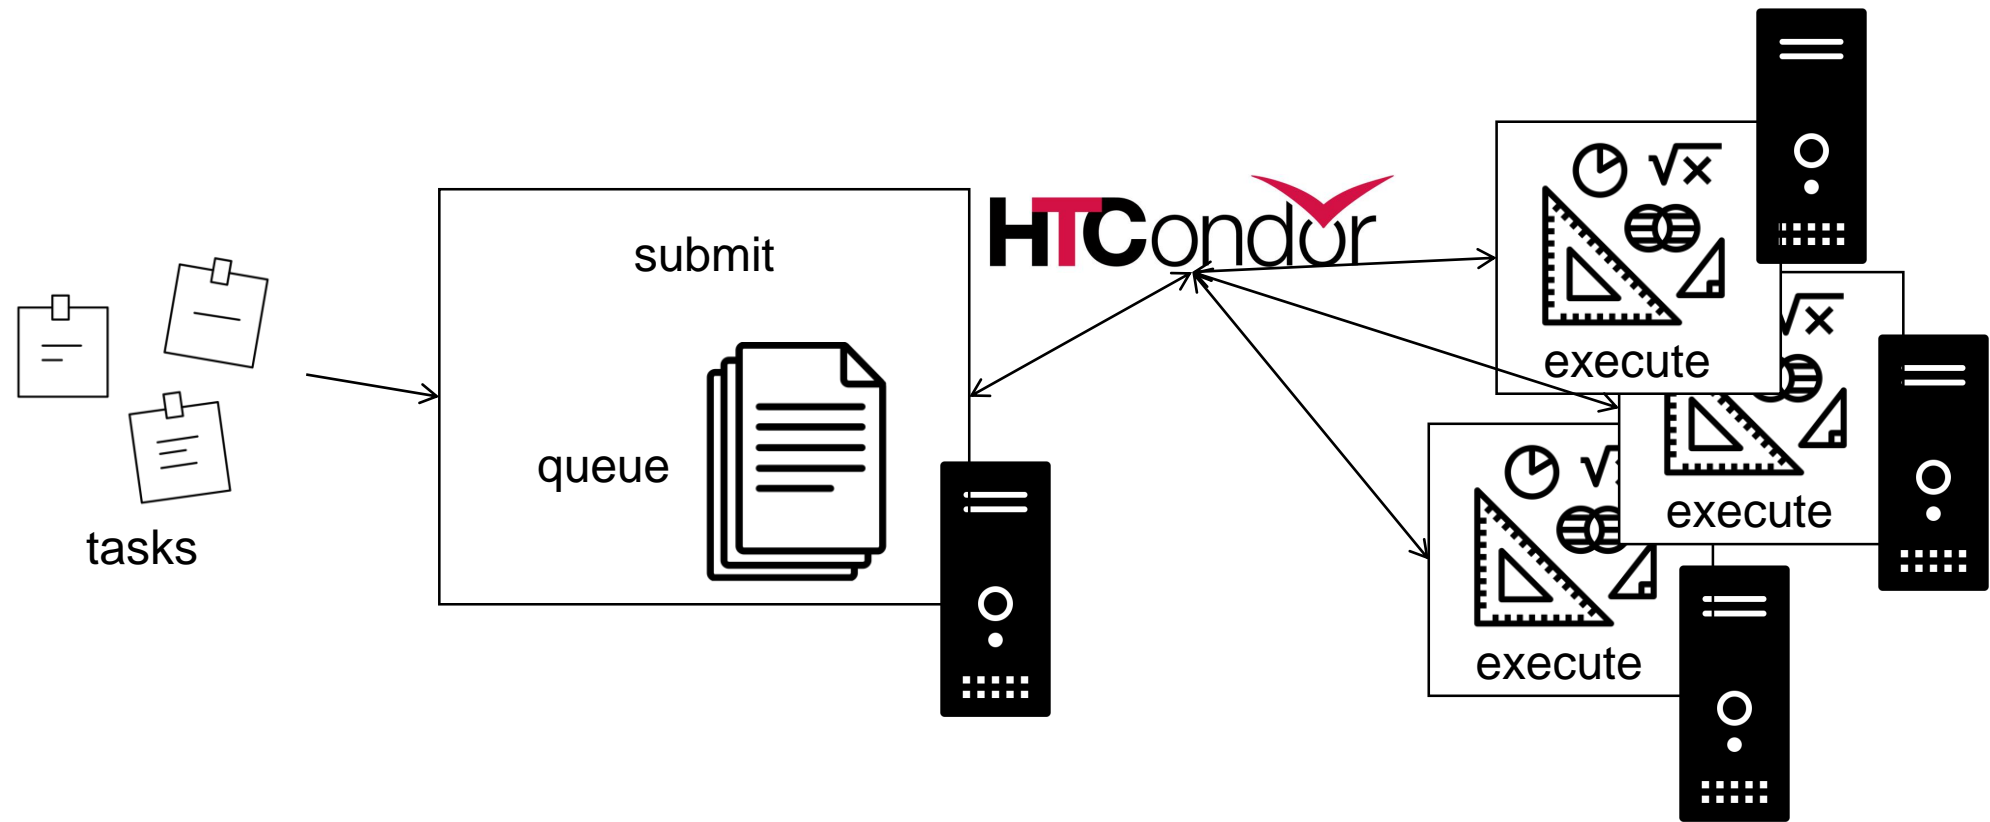 tasks
submit
queue
HTCondor
√x
execute
√x
execute
√
execute